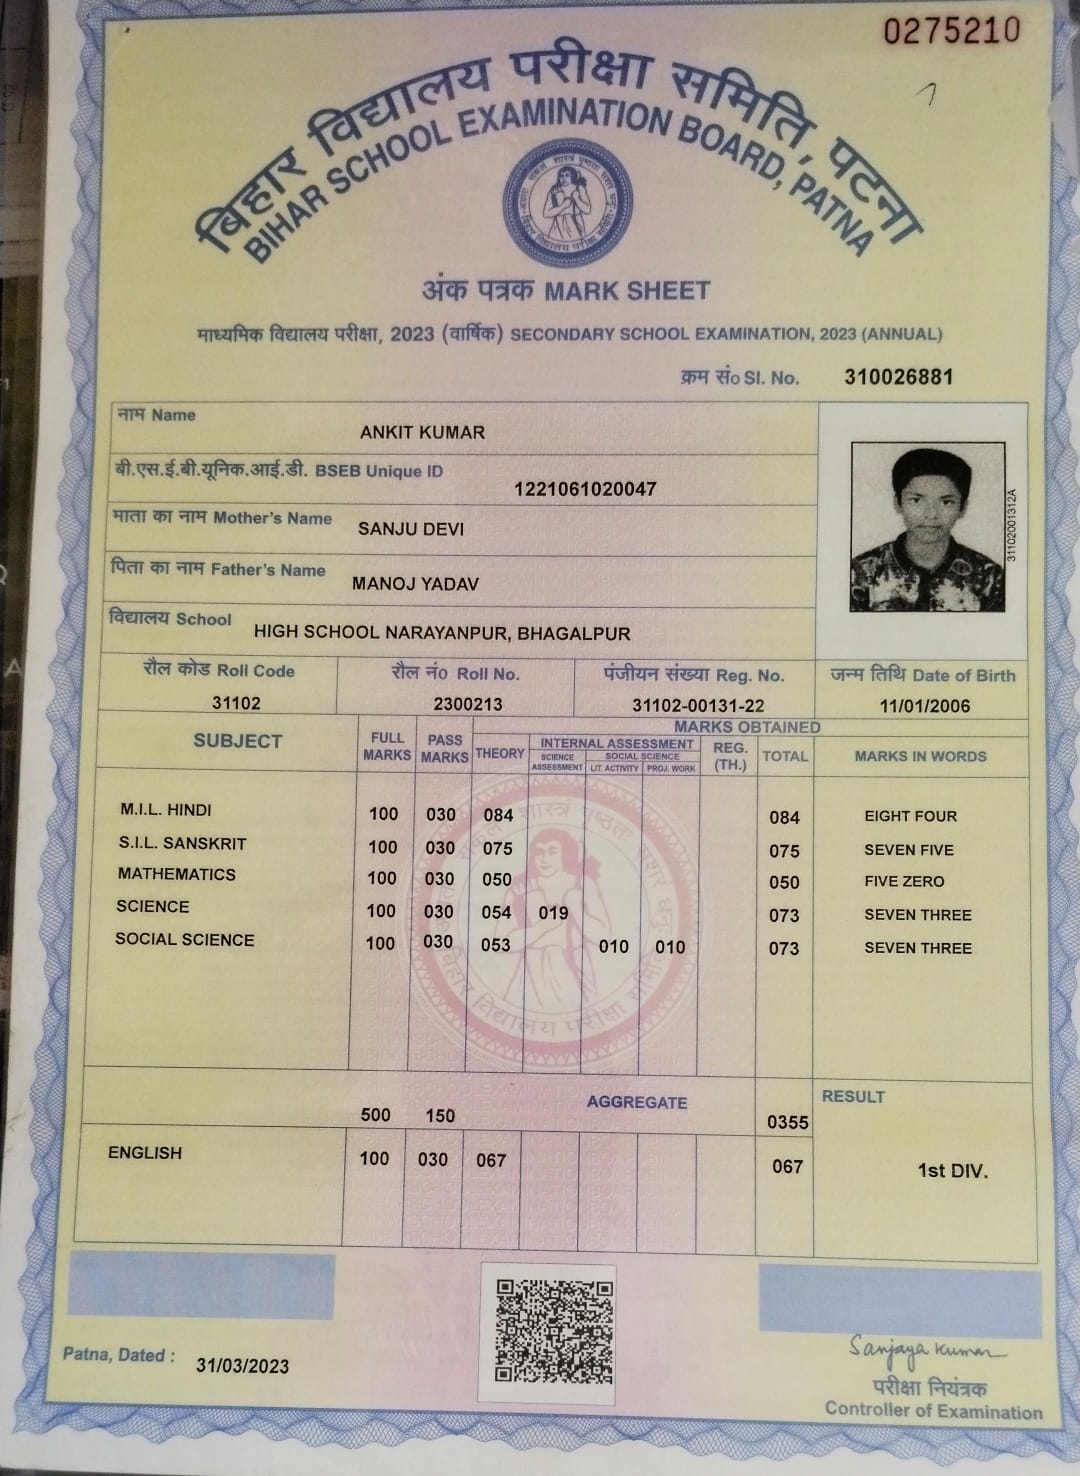 0275210
बिहार विद्यालय परीक्षा समिति, पटना
BIHAR SCHOOL EXAMINATION BOARD, PATNA
अंक पत्रक MARK SHEET
माध्यमिक विद्यालय परीक्षा, 2023 (वार्षिक) SECONDARY SCHOOL EXAMINATION, 2023 (ANNUAL)
क्रम सं० Sl. No. 310026881
नाम Name
ANKIT KUMAR
बी.एस.ई.बी.यूनिक.आई.डी. BSEB Unique ID
1221061020047
माता का नाम Mother's Name SANJU DEVI
पिता का नाम Father's Name MANOJ YADAV
विद्यालय School HIGH SCHOOL NARAYANPUR, BHAGALPUR
31102001312A
रौल कोड Roll Code रौल नं० Roll No. पंजीयन संख्या Reg. No. जन्म तिथि Date of Birth
31102 2300213 31102-00131-22 11/01/2006
SUBJECT FULL MARKS PASS MARKS MARKS OBTAINED
THEORY INTERNAL ASSESSMENT REG. (TH.) TOTAL MARKS IN WORDS
SCIENCE ASSESSMENT SOCIAL SCIENCE
LIT. ACTIVITY PROJ. WORK
M.I.L. HINDI 100 030 084 084 EIGHT FOUR
S.I.L. SANSKRIT 100 030 075 075 SEVEN FIVE
MATHEMATICS 100 030 050 050 FIVE ZERO
SCIENCE 100 030 054 019 073 SEVEN THREE
SOCIAL SCIENCE 100 030 053 010 010 073 SEVEN THREE
बिहार विद्यालय परीक्षा समिति
500 150 AGGREGATE 0355 RESULT
ENGLISH 100 030 067 067 1st DIV.
Patna, Dated : 31/03/2023
Sanjaya Kumar
परीक्षा नियंत्रक
Controller of Examination